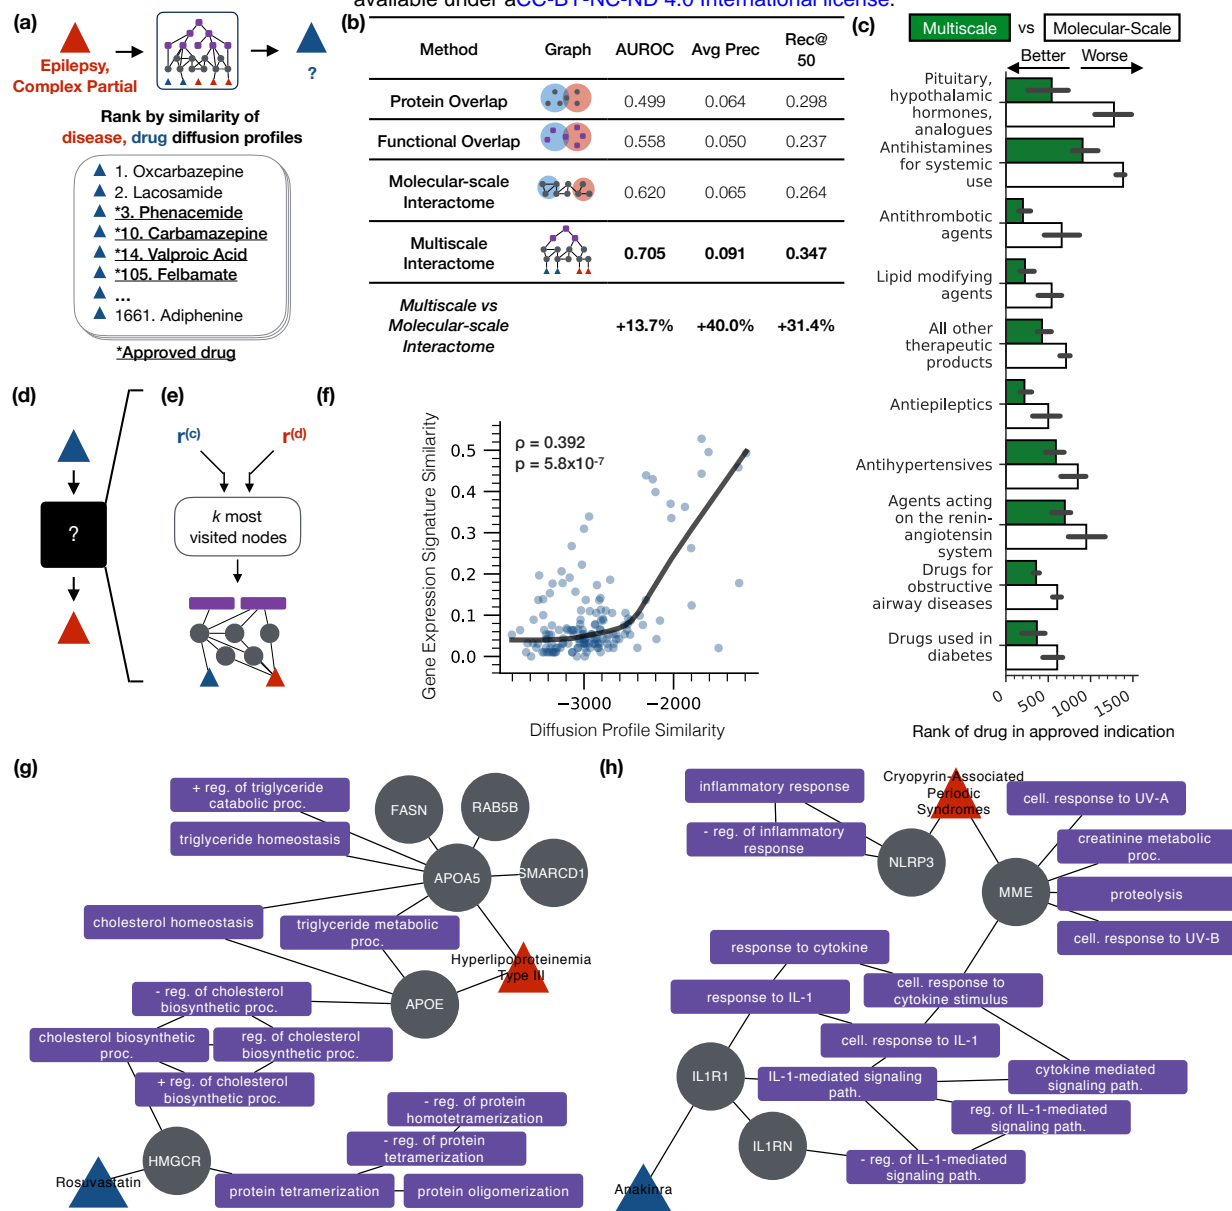 available under aCC-BY-NC-ND 4.0 International license.
(a)
Epilepsy,
Complex Partial
?
Rank by similarity of
disease, drug diffusion profiles
1. Oxcarbazepine
2. Lacosamide
*3. Phenacemide
*10. Carbamazepine
*14. Valproic Acid
*105. Felbamate
...
1661. Adiphenine
*Approved drug
(b)
Method Graph AUROC Avg Prec Rec@
50
Protein Overlap 0.499 0.064 0.298
Functional Overlap 0.558 0.050 0.237
Molecular-scale
Interactome 0.620 0.065 0.264
Multiscale
Interactome 0.705 0.091 0.347
Multiscale vs
Molecular-scale
Interactome +13.7% +40.0% +31.4%
(c)
Multiscale vs Molecular-Scale
Better Worse
Pituitary,
hypothalamic
hormones,
analogues
Antihistamines
for systemic
use
Antithrombotic
agents
Lipid modifying
agents
All other
therapeutic
products
Antiepileptics
Antihypertensives
Agents acting
on the renin-
angiotensin
system
Drugs for
obstructive
airway diseases
Drugs used in
diabetes
0 500 1000 1500
Rank of drug in approved indication
(d)
?
(e)
r(c) r(d)
k most
visited nodes
(f)
ρ = 0.392
p = 5.8x10-7
Gene Expression Signature Similarity
0.5
0.4
0.3
0.2
0.1
0.0
−3000 −2000
Diffusion Profile Similarity
(g)
+ reg. of triglyceride
catabolic proc.
triglyceride homeostasis
FASN
RAB5B
APOA5
SMARCD1
cholesterol homeostasis
triglyceride metabolic
proc.
Hyperlipoproteinemia
Type III
APOE
- reg. of cholesterol
biosynthetic proc.
cholesterol biosynthetic
proc.
reg. of cholesterol
biosynthetic proc.
+ reg. of cholesterol
biosynthetic proc.
- reg. of protein
homotetramerization
- reg. of protein
tetramerization
HMGCR
Rosuvastatin
protein tetramerization
protein oligomerization
(h)
inflammatory response
- reg. of inflammatory
response
Cryopyrin-Associated
Periodic
Syndromes
NLRP3
MME
cell. response to UV-A
creatinine metabolic
proc.
proteolysis
cell. response to UV-B
response to cytokine
response to IL-1
cell. response to
cytokine stimulus
cell. response to IL-1
IL1R1
IL-1-mediated signaling
path.
cytokine mediated
signaling path.
reg. of IL-1-mediated
signaling path.
IL1RN
- reg. of IL-1-mediated
signaling path.
Anakinra